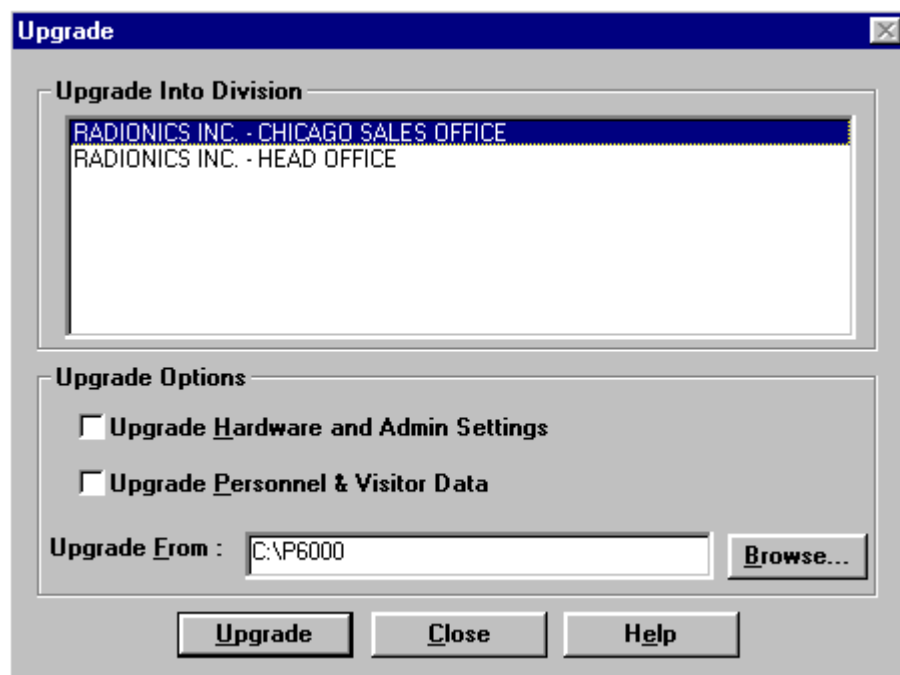 Upgrade
Upgrade Into Division
RADIONICS INC. - CHICAGO SALES OFFICE
RADIONICS INC. - HEAD OFFICE
Upgrade Options
Upgrade Hardware and Admin Settings
Upgrade Personnel & Visitor Data
Upgrade From : C:\P6000 Browse...
Upgrade Close Help